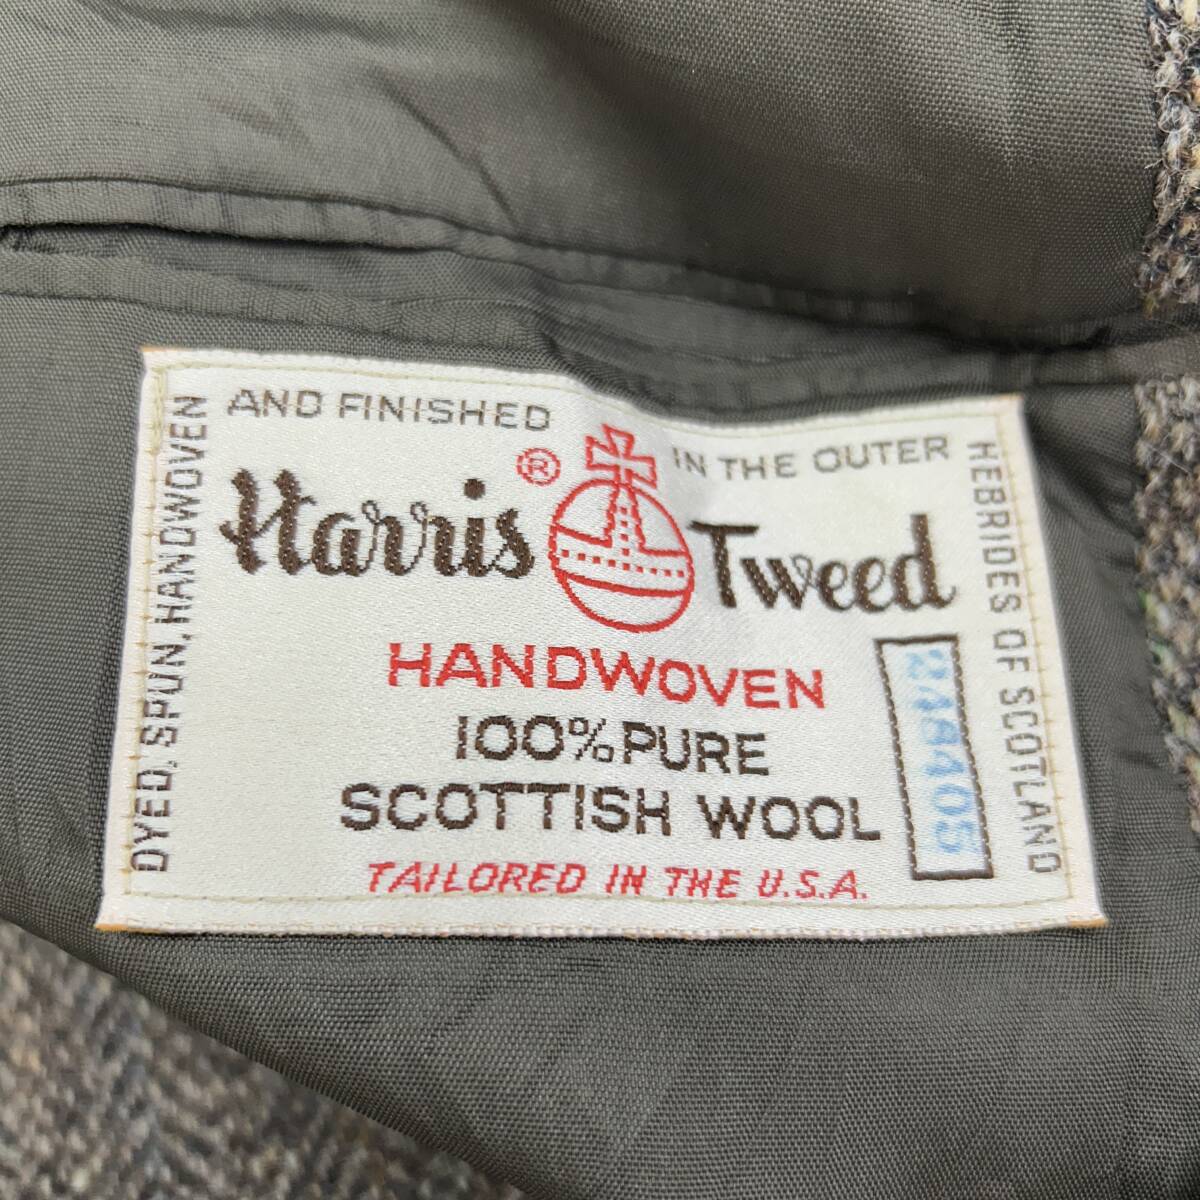 DYED, SPUN, HANDWOVEN
AND FINISHED
IN THE OUTER
HEBRIDES OF SCOTLAND
Harris ® Tweed
HANDWOVEN
100% PURE
SCOTTISH WOOL
TAILORED IN THE U.S.A.
248405